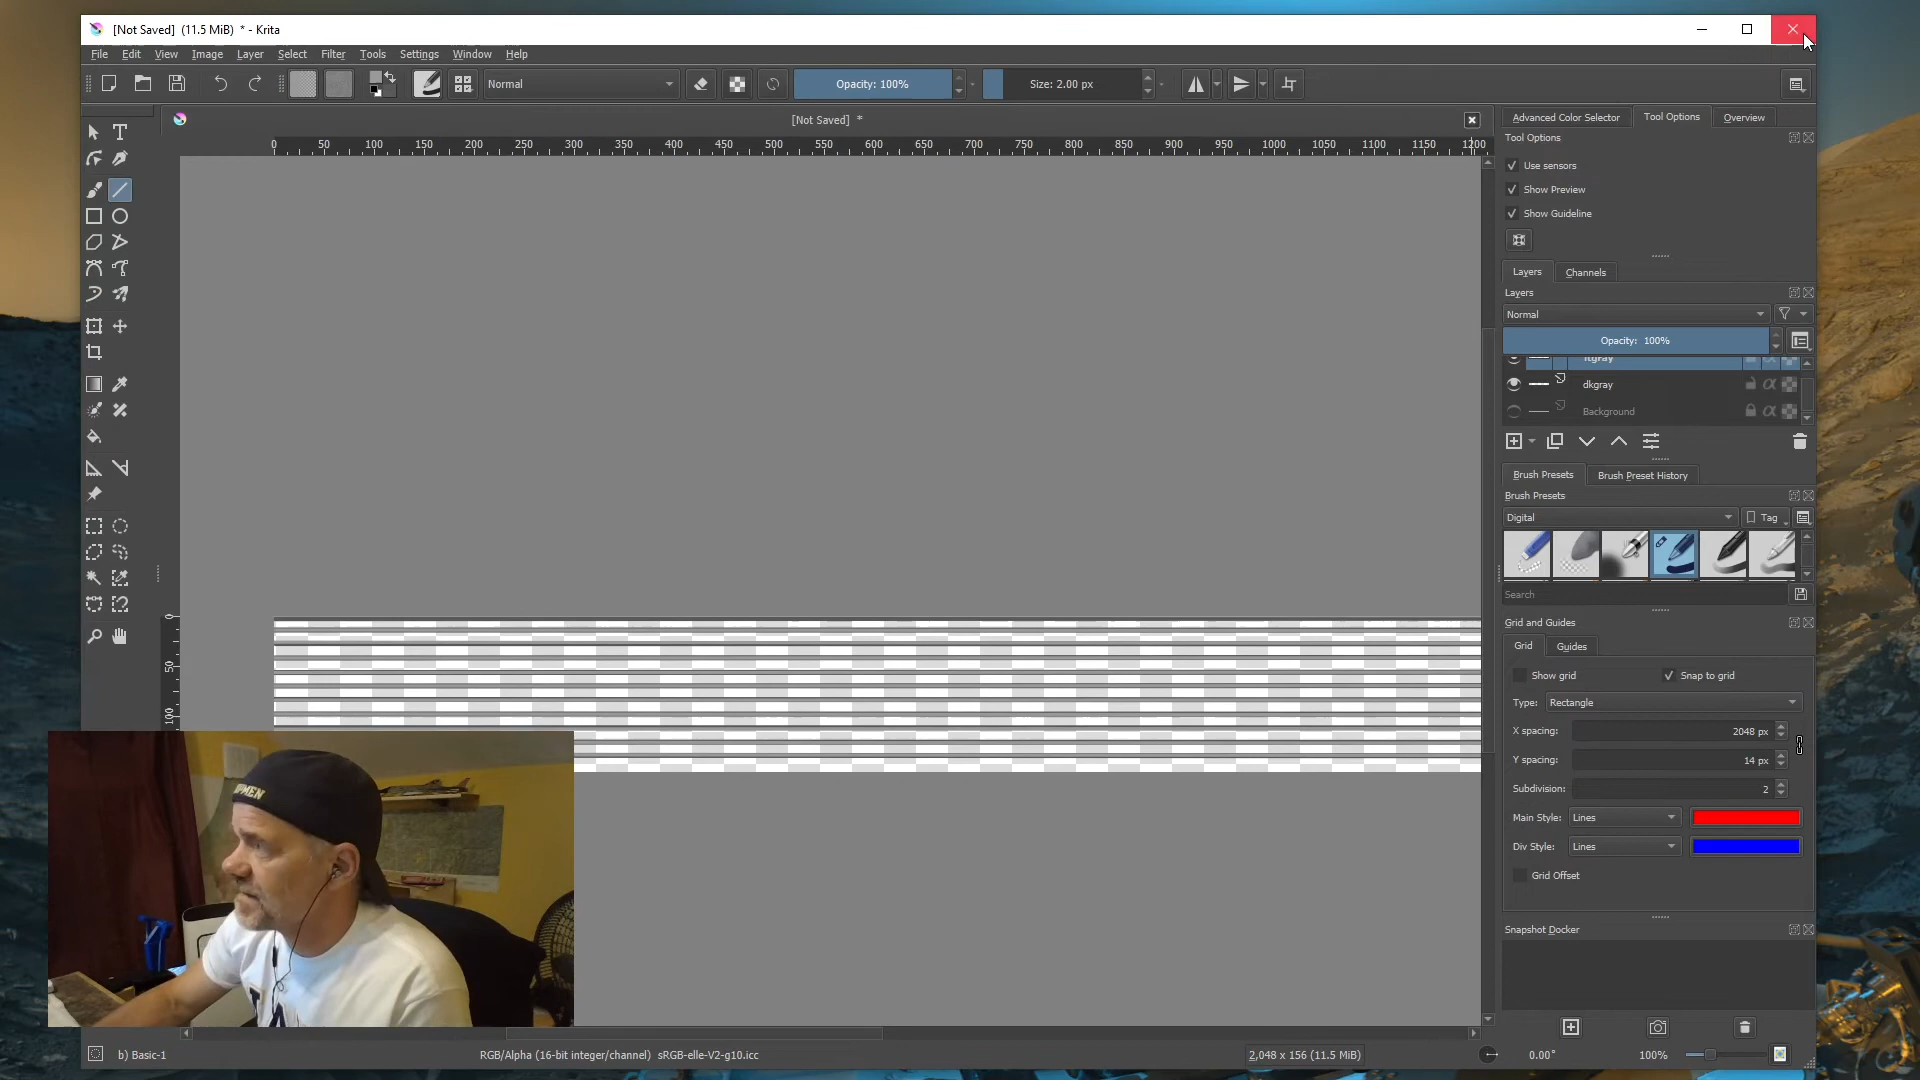 [Not Saved] (11.5 MiB) * - Krita
File Edit View Image Layer Select Filter Tools Settings Window Help
Normal Opacity: 100% Size: 2.00 px
[Not Saved] *
0 50 100 150 200 250 300 350 400 450 500 550 600 650 700 750 800 850 900 950 1000 1050 1100 1150 1200
0
50
100
Advanced Color Selector Tool Options Overview
Tool Options
Use sensors
Show Preview
Show Guideline
Layers Channels
Layers
Normal
Opacity: 100%
ltgray
dkgray
Background
Brush Presets Brush Preset History
Brush Presets
Digital Tag
Search
Grid and Guides
Grid Guides
Show grid Snap to grid
Type: Rectangle
X spacing: 2048 px
Y spacing: 14 px
Subdivision: 2
Main Style: Lines
Div Style: Lines
Grid Offset
Snapshot Docker
b) Basic-1 RGB/Alpha (16-bit integer/channel) sRGB-elle-V2-g10.icc 2,048 x 156 (11.5 MiB) 0.00° 100%